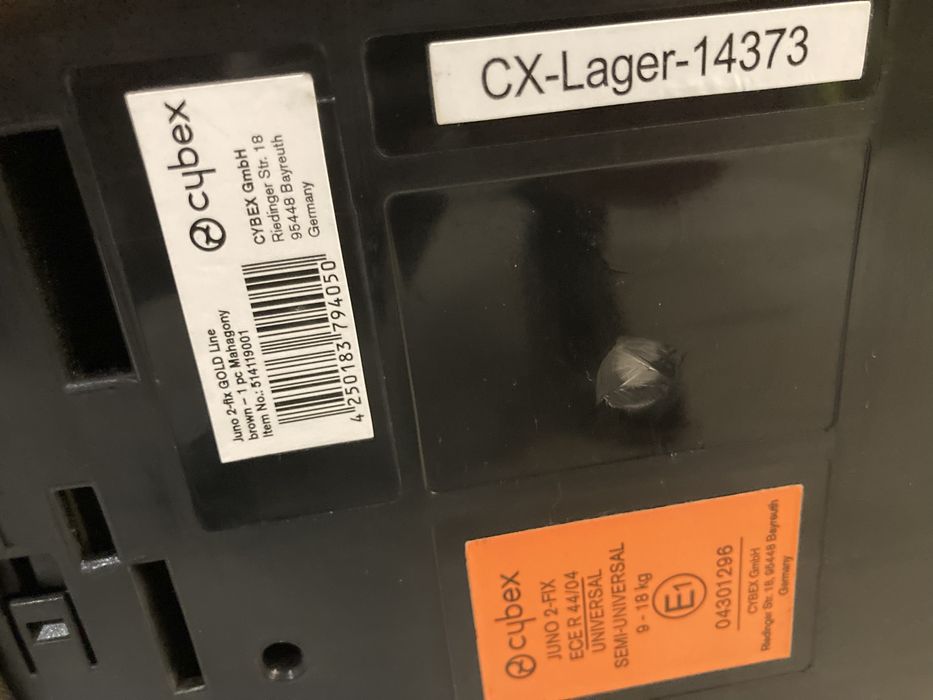 CX-Lager-14373
cybex
CYBEX GmbH
Riedinger Str. 18
95448 Bayreuth
Germany
Juno 2-fix GOLD Line
brown – 1 pc Mahagony
Item No.: 514119001
4 250183 794050
cybex
JUNO 2-FIX
ECE R 44/04
UNIVERSAL
SEMI-UNIVERSAL
9 - 18 kg
E1
04301296
CYBEX GmbH
Riedinger Str. 18, 95448 Bayreuth
Germany